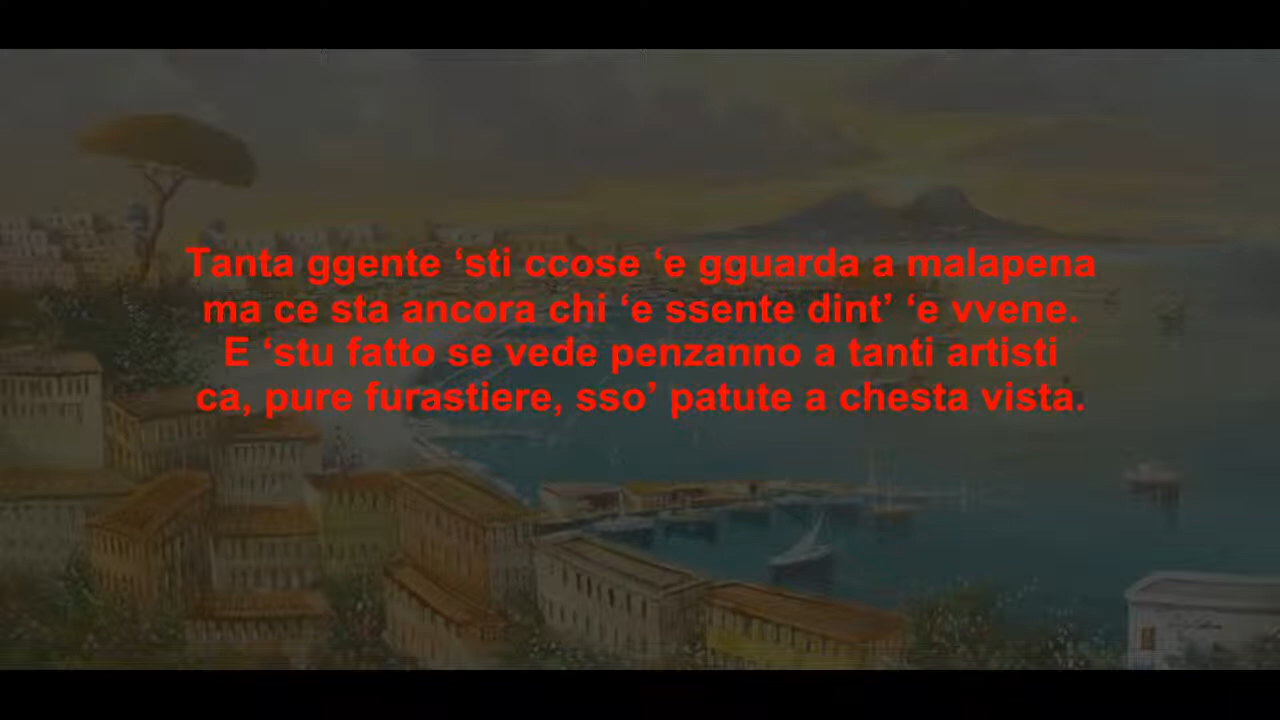 Tanta ggente ‘sti ccose ‘e gguarda a malapena
ma ce sta ancora chi ‘e ssente dint’ ‘e vvene.
E ‘stu fatto se vede penzanno a tanti artisti
ca, pure furastiere, sso’ patute a chesta vista.